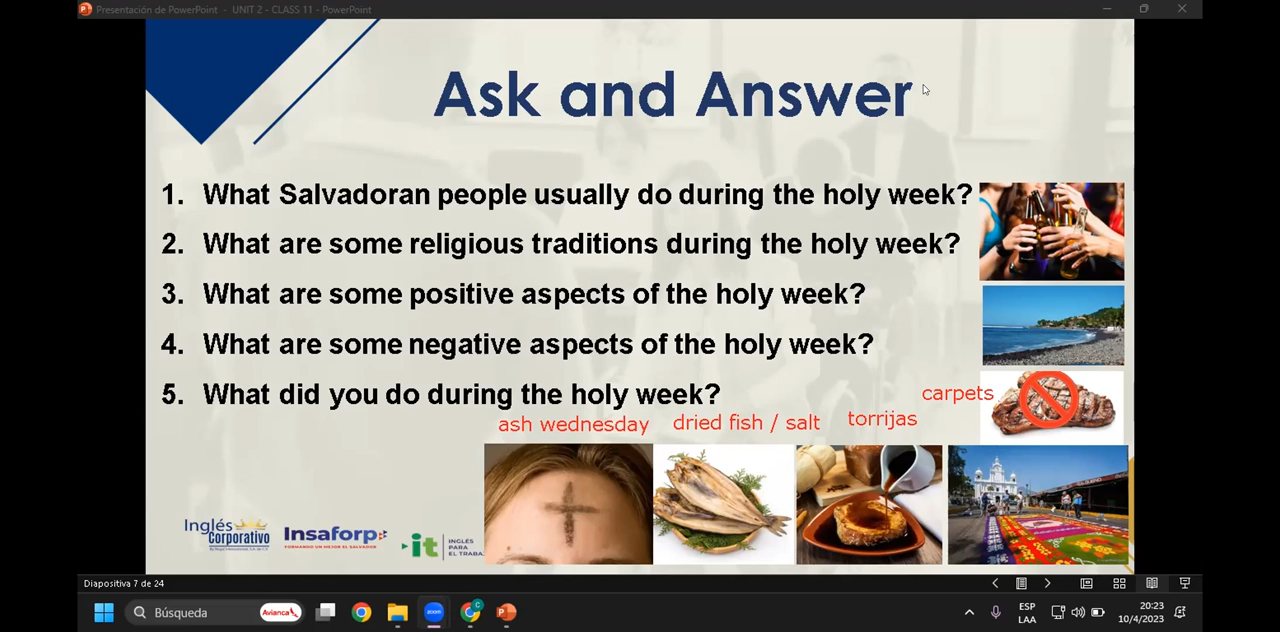 Presentación de PowerPoint - UNIT 2 - CLASS 11 - PowerPoint
Ask and Answer
1. What Salvadoran people usually do during the holy week?
2. What are some religious traditions during the holy week?
3. What are some positive aspects of the holy week?
4. What are some negative aspects of the holy week?
5. What did you do during the holy week?
carpets
ash wednesday
dried fish / salt
torrijas
Inglés
Corporativo
Insaforp
FORMANDO UN MEJOR EL SALVADOR
it
INGLÉS
PARA
EL TRABA
Diapositiva 7 de 24
Búsqueda
Avianca
zoom
ESP
LAA
20:23
10/4/2023